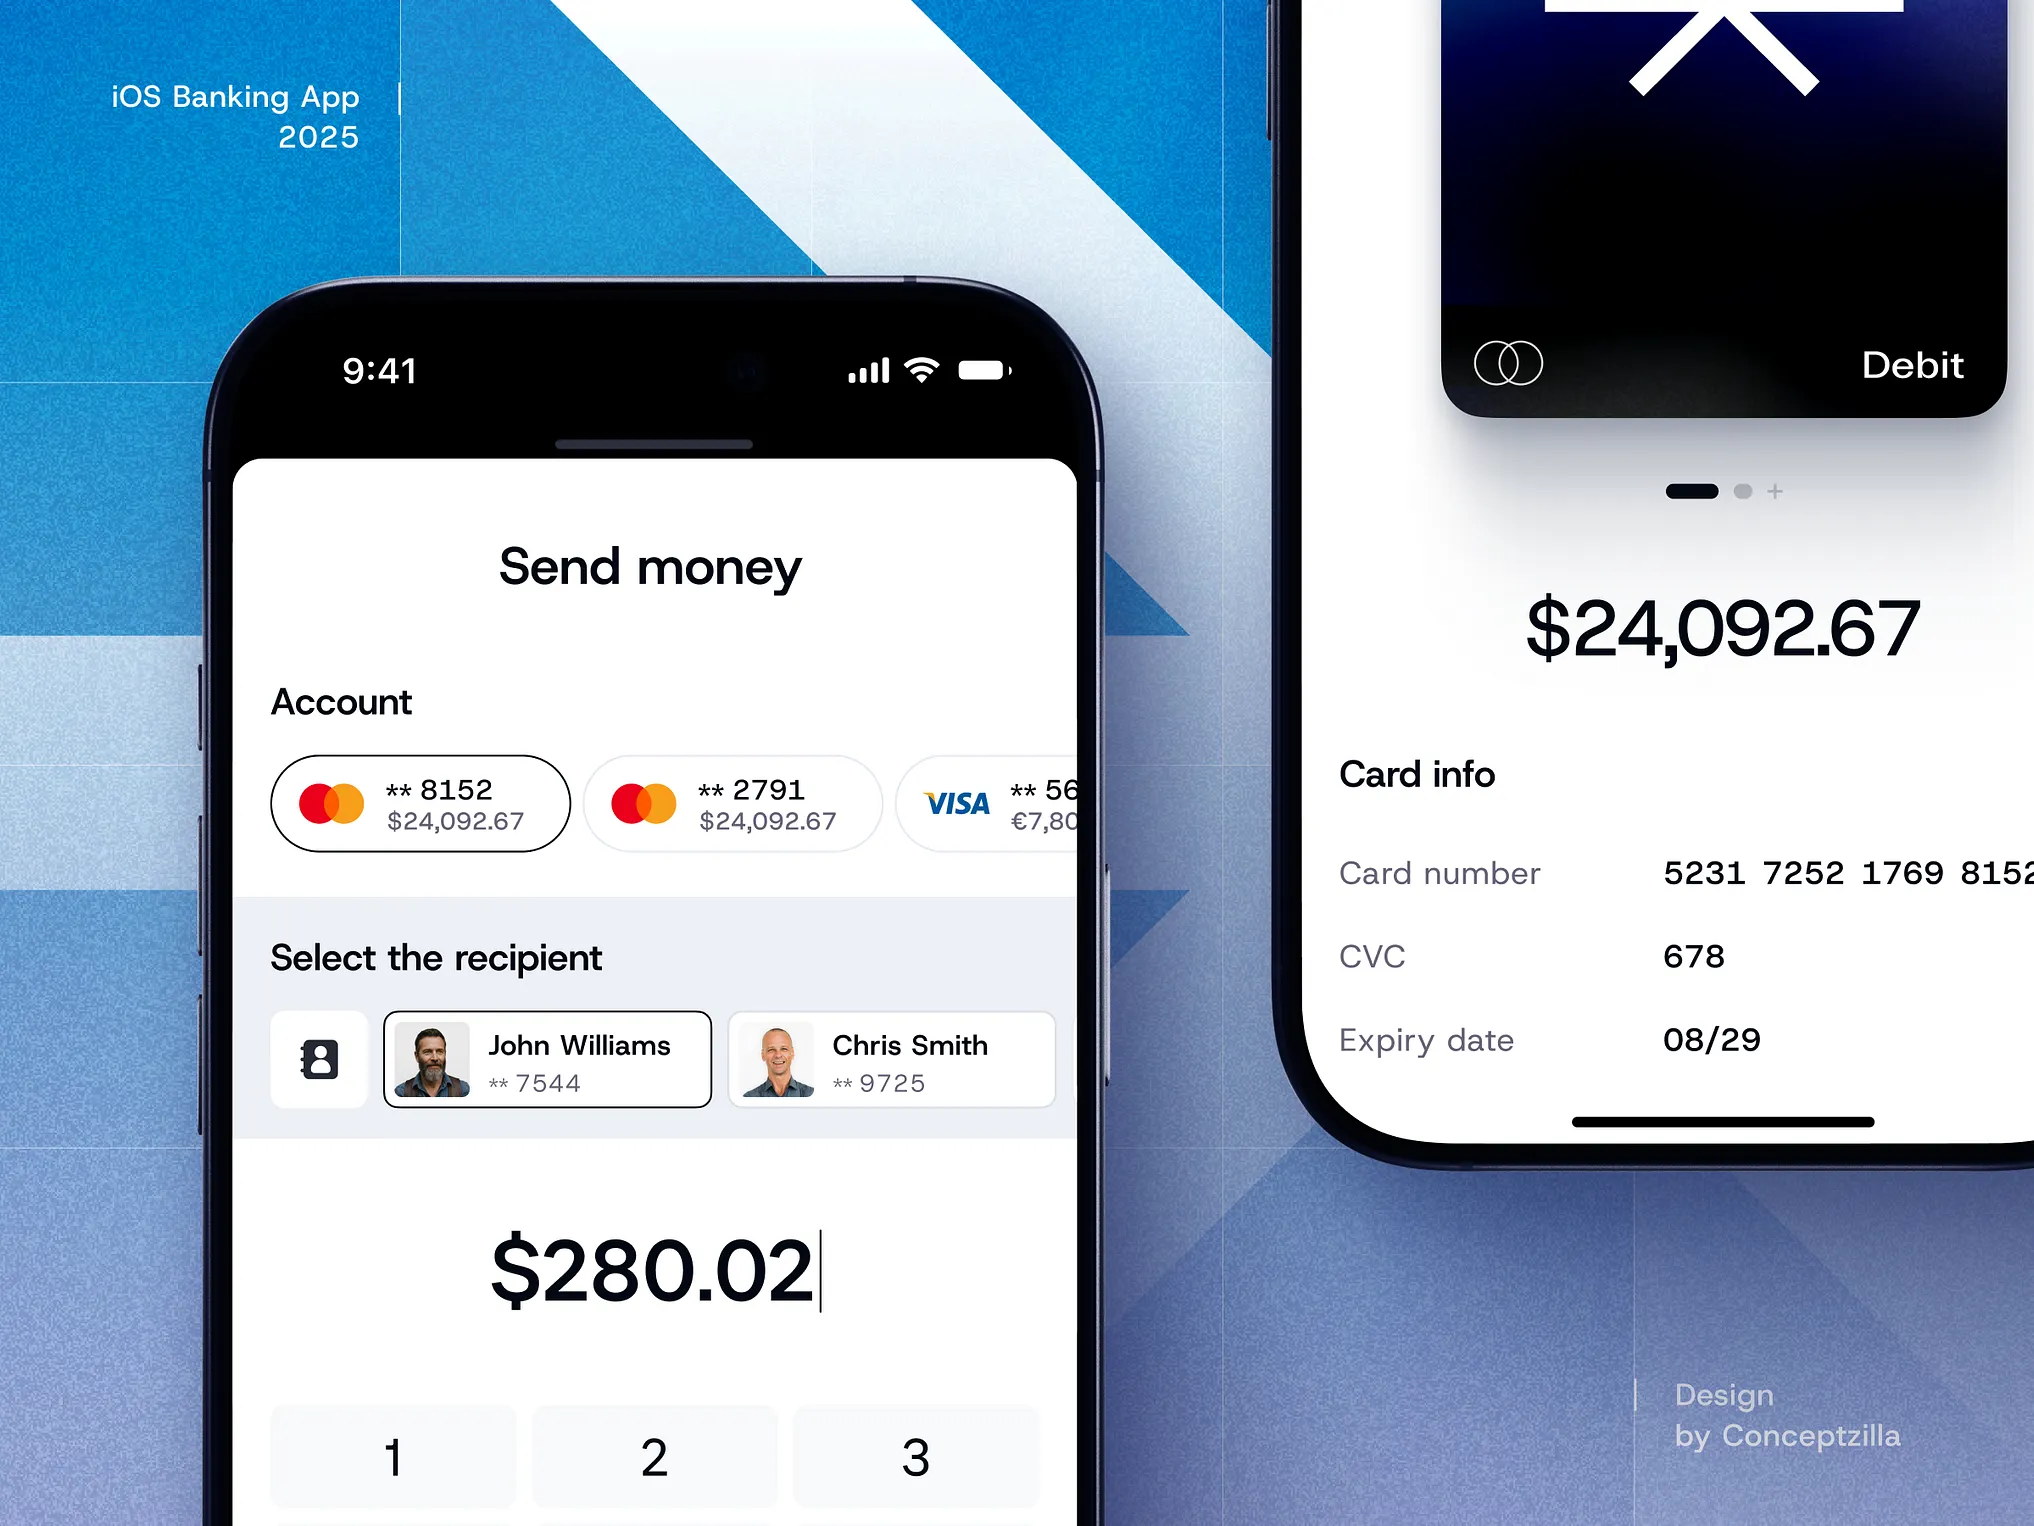 iOS Banking App
2025
9:41
Send money
Account
** 8152
$24,092.67
** 2791
$24,092.67
VISA
** 56
€7,80
Select the recipient
John Williams
** 7544
Chris Smith
** 9725
$280.02
1
2
3
Debit
+
$24,092.67
Card info
Card number
5231 7252 1769 8152
CVC
678
Expiry date
08/29
Design
by Conceptzilla